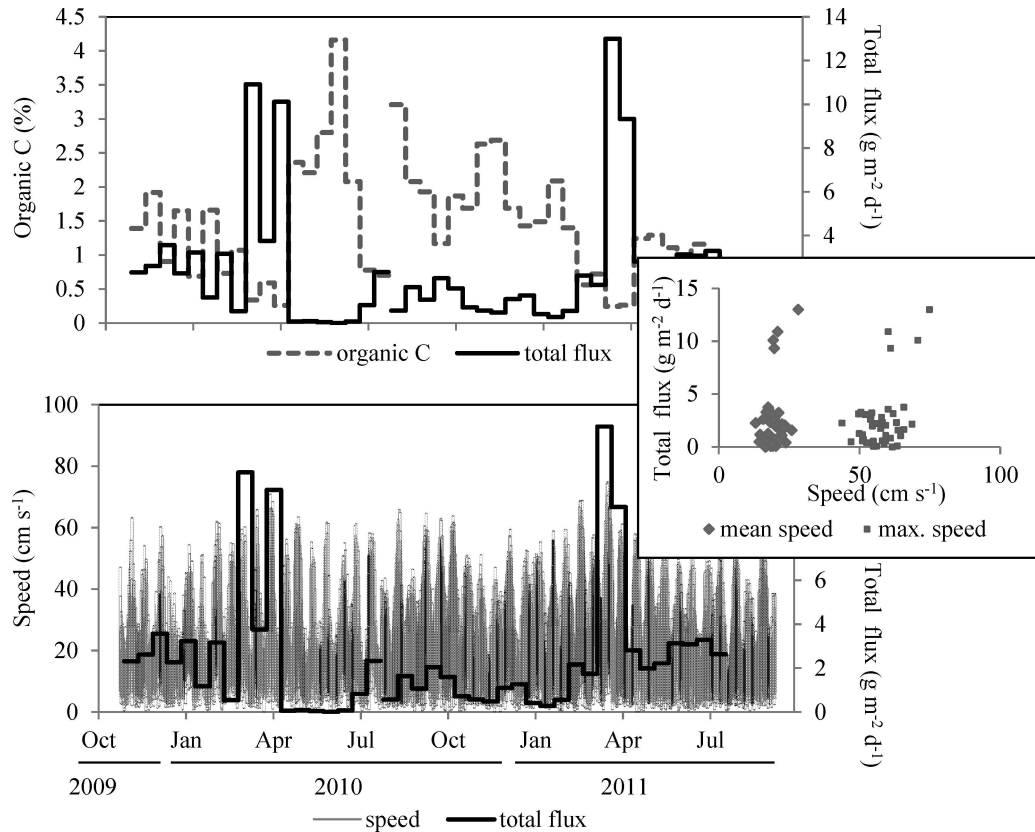 4.5
4
3.5
3
2.5
2
1.5
1
0.5
0
Organic C (%)
14
12
10
8
6
4
Total flux (g m⁻² d⁻¹)
organic C
total flux
15
10
5
0
Total flux (g m⁻² d⁻¹)
0
50
100
Speed (cm s⁻¹)
mean speed
max. speed
100
80
60
40
20
0
Speed (cm s⁻¹)
6
4
2
0
Total flux (g m⁻² d⁻¹)
Oct
Jan
Apr
Jul
Oct
Jan
Apr
Jul
2009
2010
2011
speed
total flux